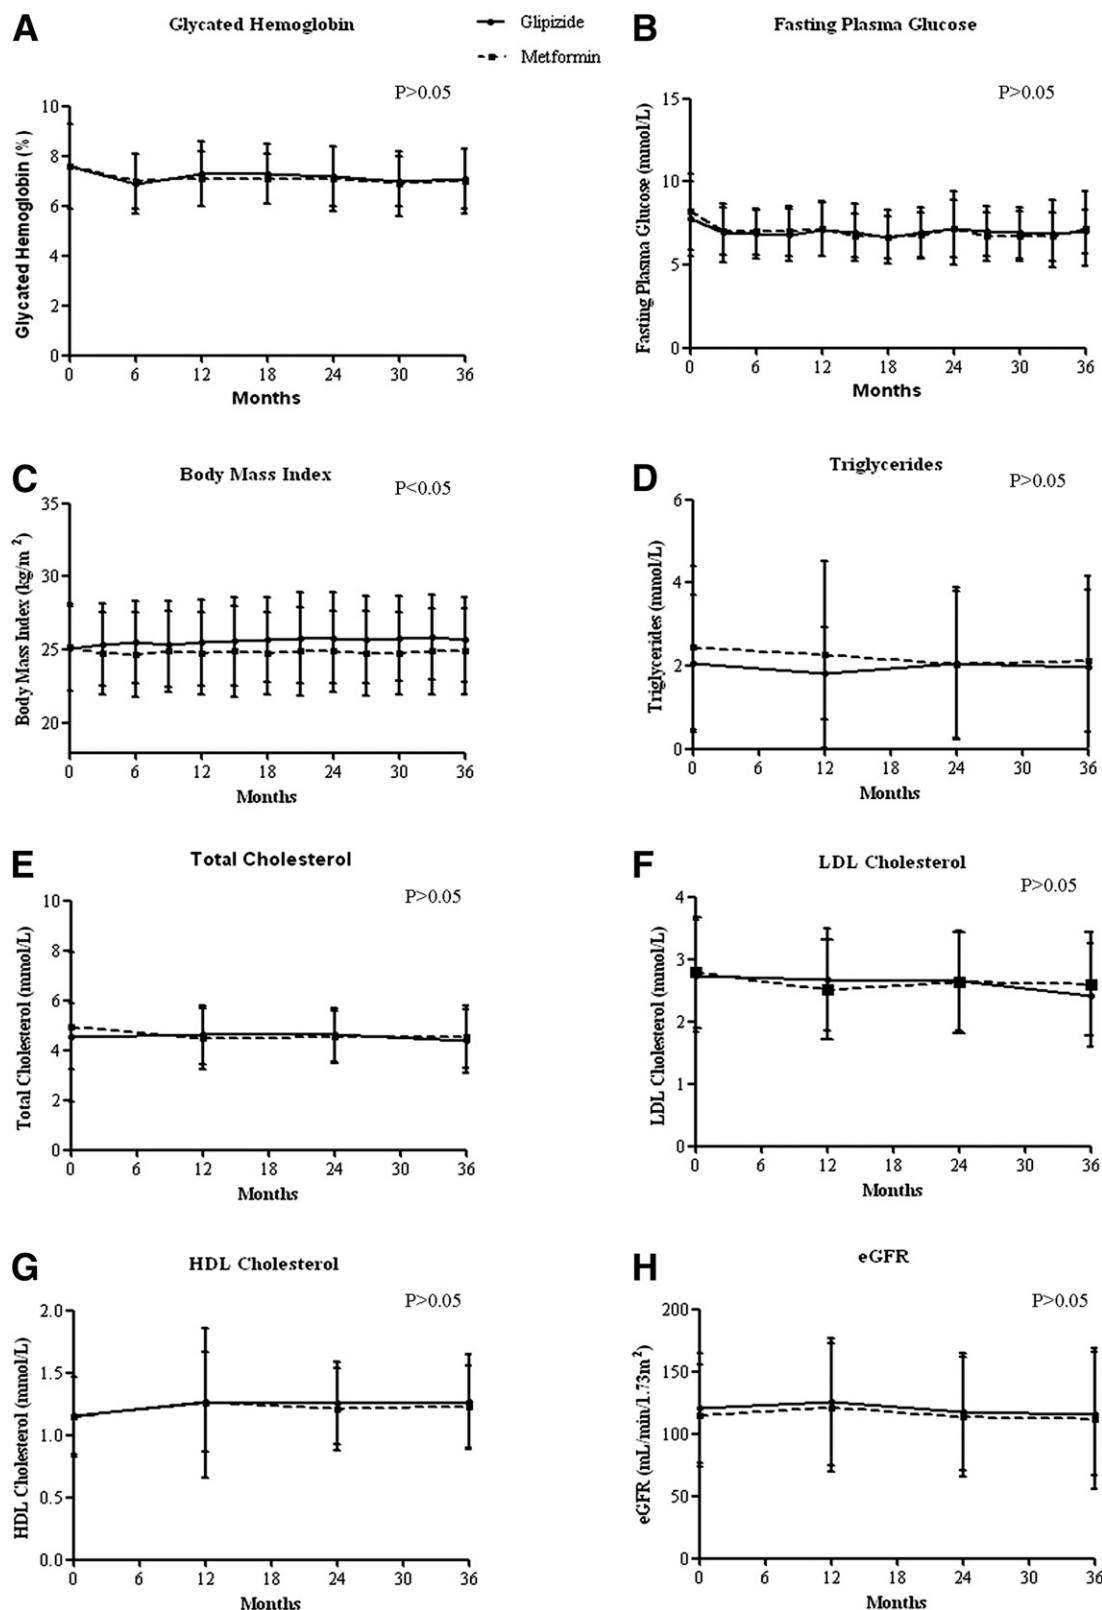 A
Glycated Hemoglobin
Glipizide
Metformin
P>0.05
Glycated Hemoglobin (%)
10
8
6
4
2
0
0 6 12 18 24 30 36
Months
B
Fasting Plasma Glucose
P>0.05
Fasting Plasma Glucose (mmol/L)
15
10
5
0
0 6 12 18 24 30 36
Months
C
Body Mass Index
P<0.05
Body Mass Index (kg/m 2)
35
30
25
20
0 6 12 18 24 30 36
Months
D
Triglycerides
P>0.05
Triglycerides (mmol/L)
6
4
2
0
0 6 12 18 24 30 36
Months
E
Total Cholesterol
P>0.05
Total Cholesterol (mmol/L)
10
8
6
4
2
0
0 6 12 18 24 30 36
Months
F
LDL Cholesterol
P>0.05
LDL Cholesterol (mmol/L)
4
3
2
1
0
0 6 12 18 24 30 36
Months
G
HDL Cholesterol
P>0.05
HDL Cholesterol (mmol/L)
2.0
1.5
1.0
0.5
0.0
0 6 12 18 24 30 36
Months
H
eGFR
P>0.05
eGFR (mL/min/1.73m2)
200
150
100
50
0
0 6 12 18 24 30 36
Months